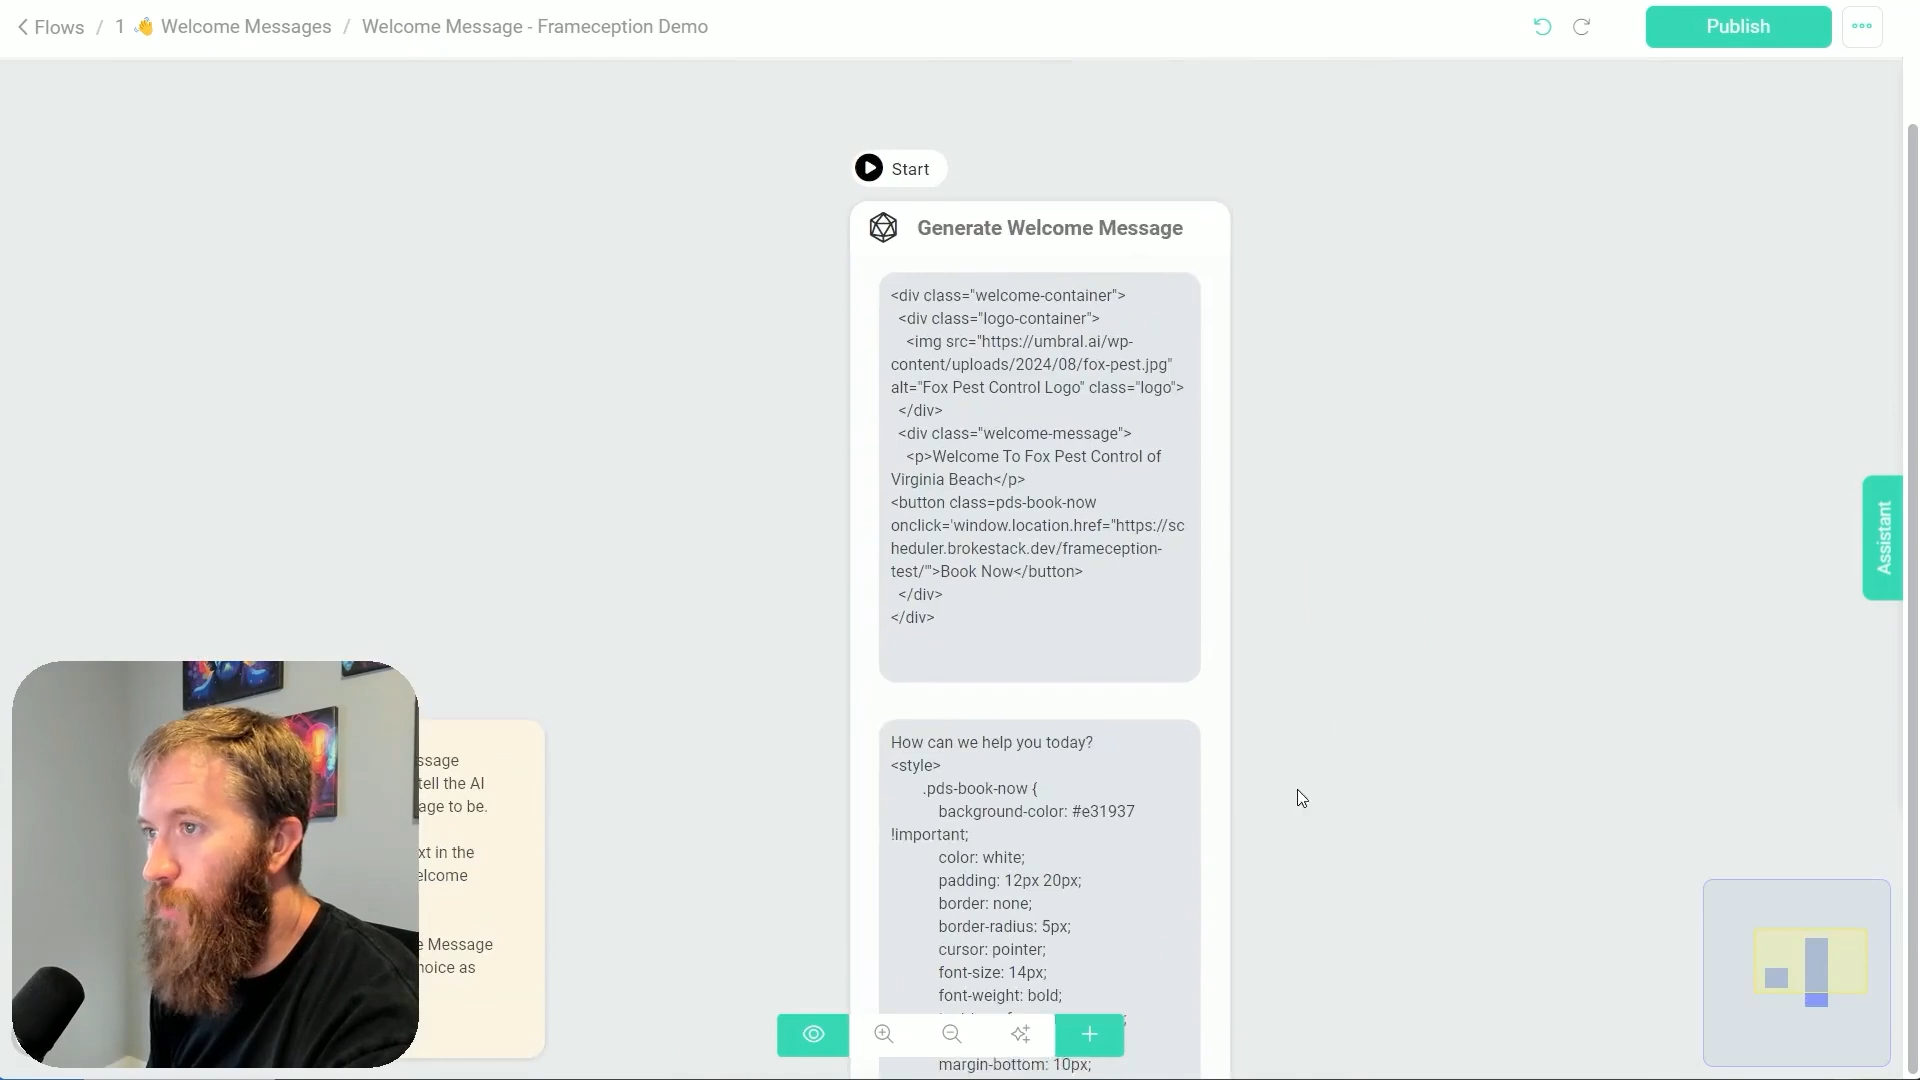 Flows / 1 👋 Welcome Messages / Welcome Message - Frameception Demo
Publish
Start
Generate Welcome Message
<div class="welcome-container">
<div class="logo-container">
<img src="https://umbral.ai/wp-
content/uploads/2024/08/fox-pest.jpg"
alt="Fox Pest Control Logo" class="logo">
</div>
<div class="welcome-message">
<p>Welcome To Fox Pest Control of
Virginia Beach</p>
<button class=pds-book-now
onclick='window.location.href="https://sc
heduler.brokestack.dev/frameception-
test/"'>Book Now</button>
</div>
</div>
Assistant
How can we help you today?
<style>
.pds-book-now {
background-color: #e31937
!important;
color: white;
padding: 12px 20px;
border: none;
border-radius: 5px;
cursor: pointer;
font-size: 14px;
font-weight: bold;
margin-bottom: 10px;
tell the AI
age to be.
xt in the
elcome
e Message
hoice as